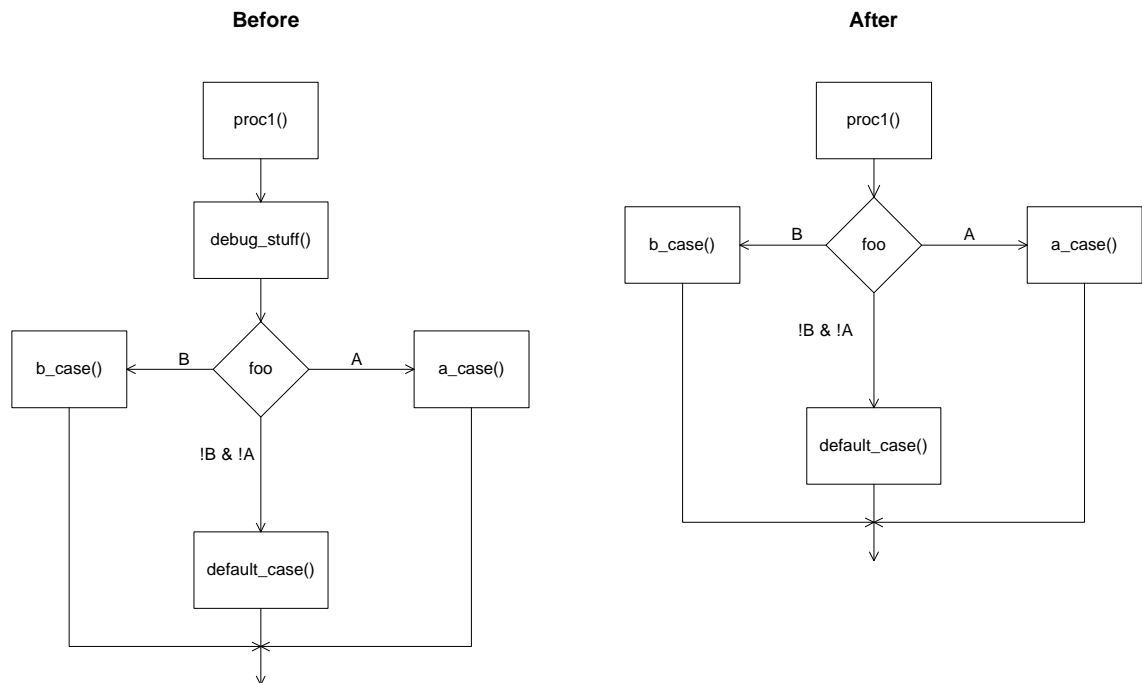 Before
proc1()
debug_stuff()
b_case()
B
foo
A
a_case()
!B & !A
default_case()
After
proc1()
b_case()
B
foo
A
a_case()
!B & !A
default_case()